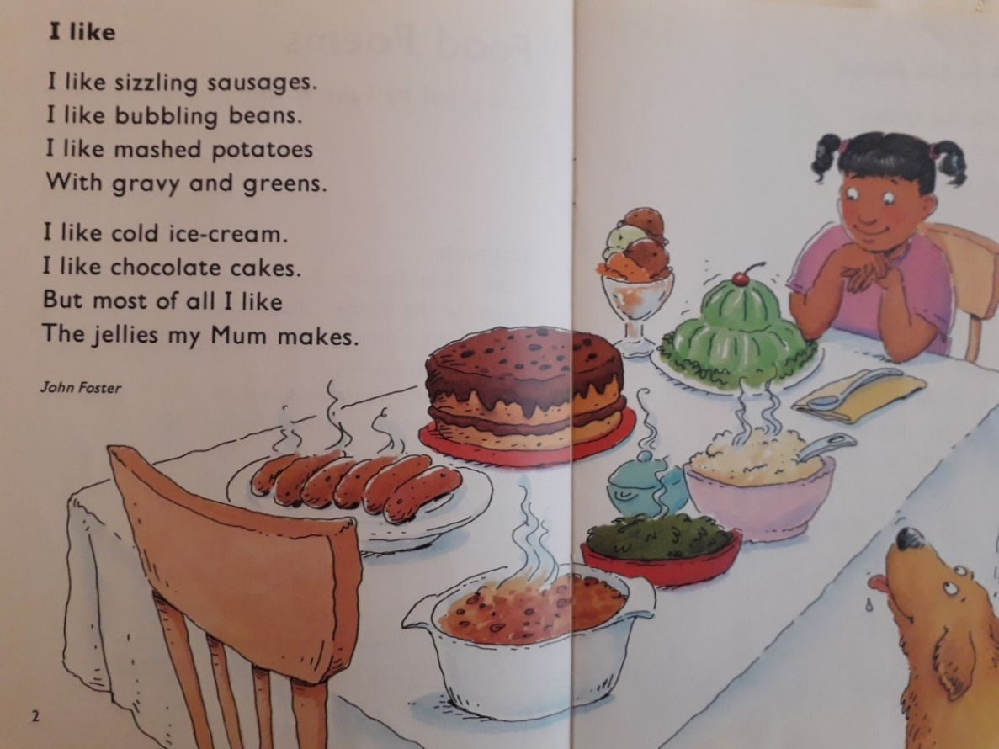 I like
I like sizzling sausages.
I like bubbling beans.
I like mashed potatoes
With gravy and greens.
I like cold ice-cream.
I like chocolate cakes.
But most of all I like
The jellies my Mum makes.
John Foster
2